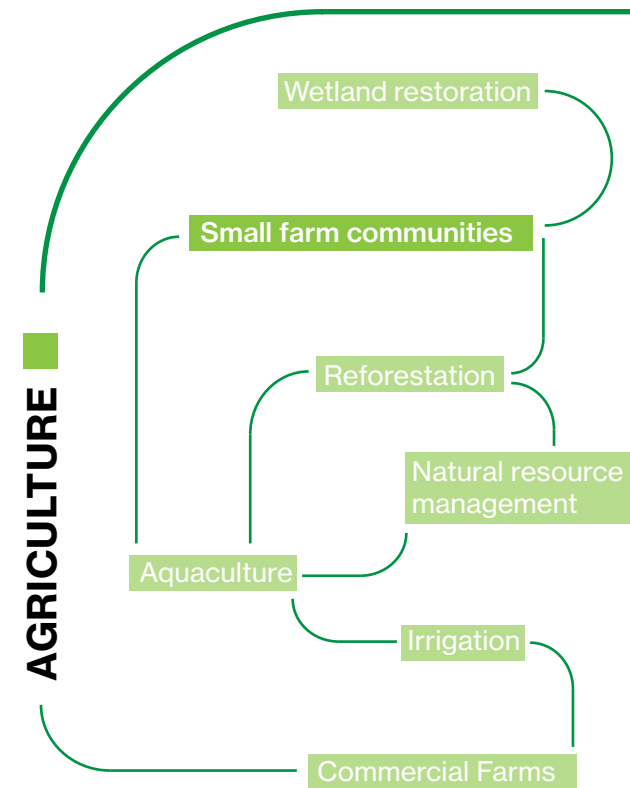 Wetland restoration
Small farm communities
Reforestation
Natural resource
management
Aquaculture
Irrigation
Commercial Farms
AGRICULTURE